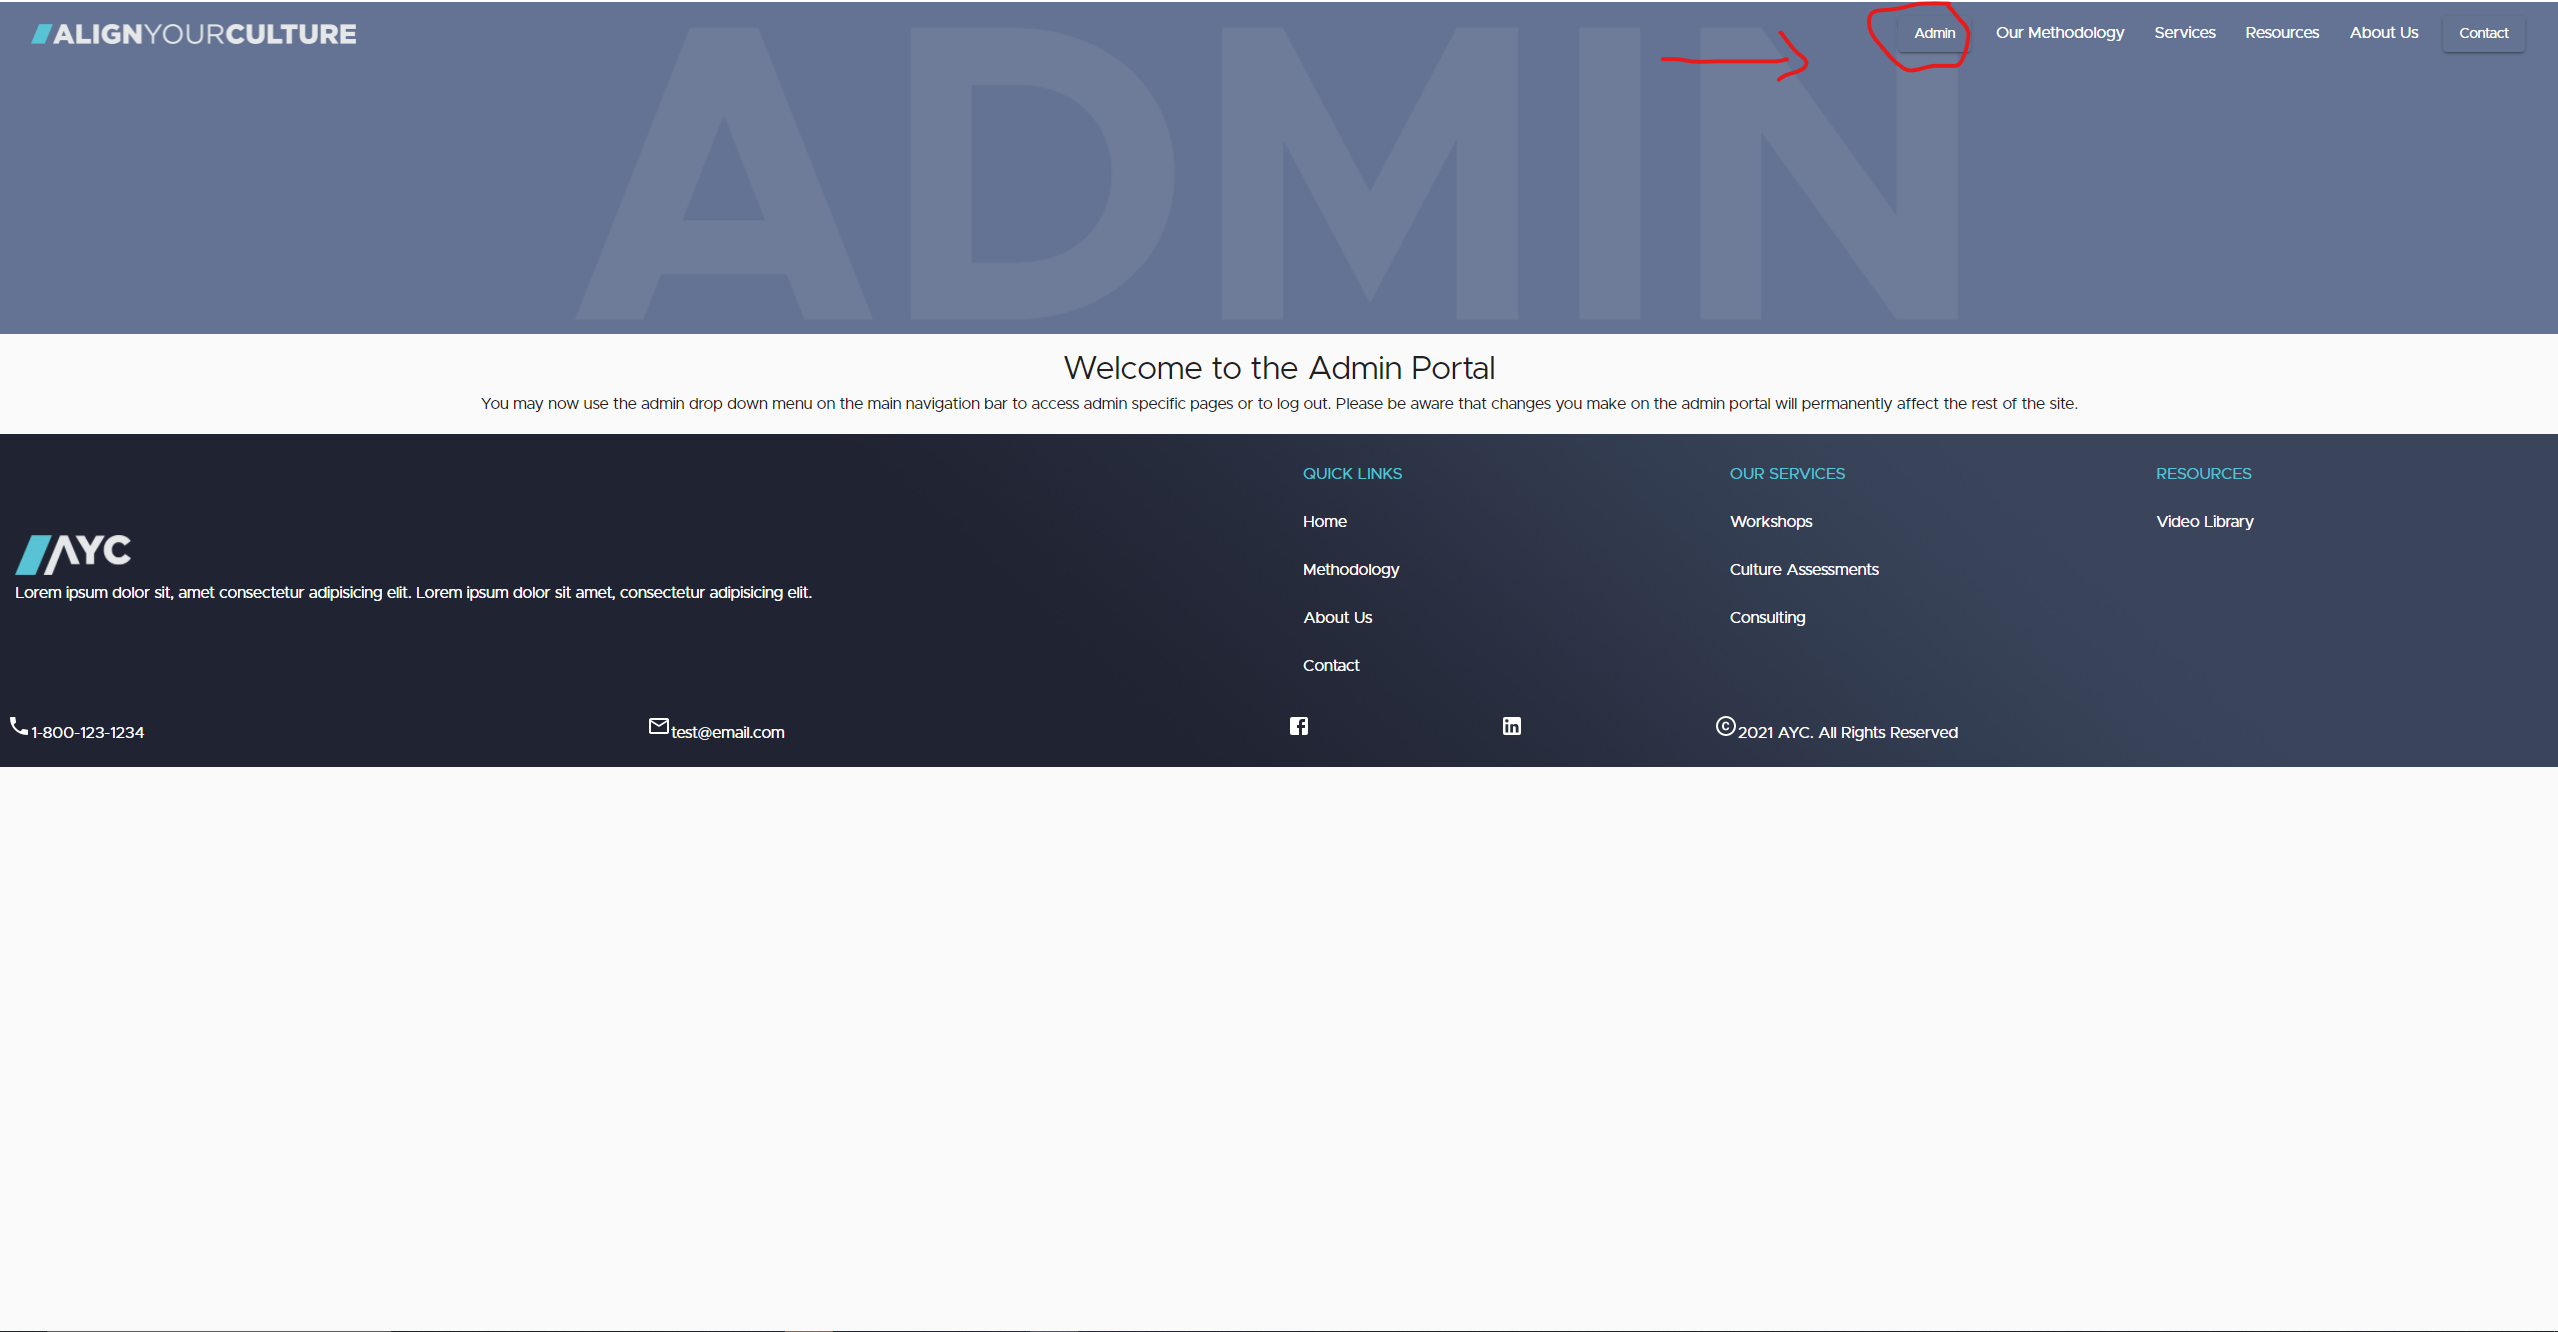 ALIGNYOURCULTURE
Admin Our Methodology Services Resources About Us Contact
ADMIN
Welcome to the Admin Portal
You may now use the admin drop down menu on the main navigation bar to access admin specific pages or to log out. Please be aware that changes you make on the admin portal will permanently affect the rest of the site.
AYC
Lorem ipsum dolor sit, amet consectetur adipisicing elit. Lorem ipsum dolor sit amet, consectetur adipisicing elit.
QUICK LINKS
Home
Methodology
About Us
Contact
OUR SERVICES
Workshops
Culture Assessments
Consulting
RESOURCES
Video Library
1-800-123-1234 test@email.com © 2021 AYC. All Rights Reserved